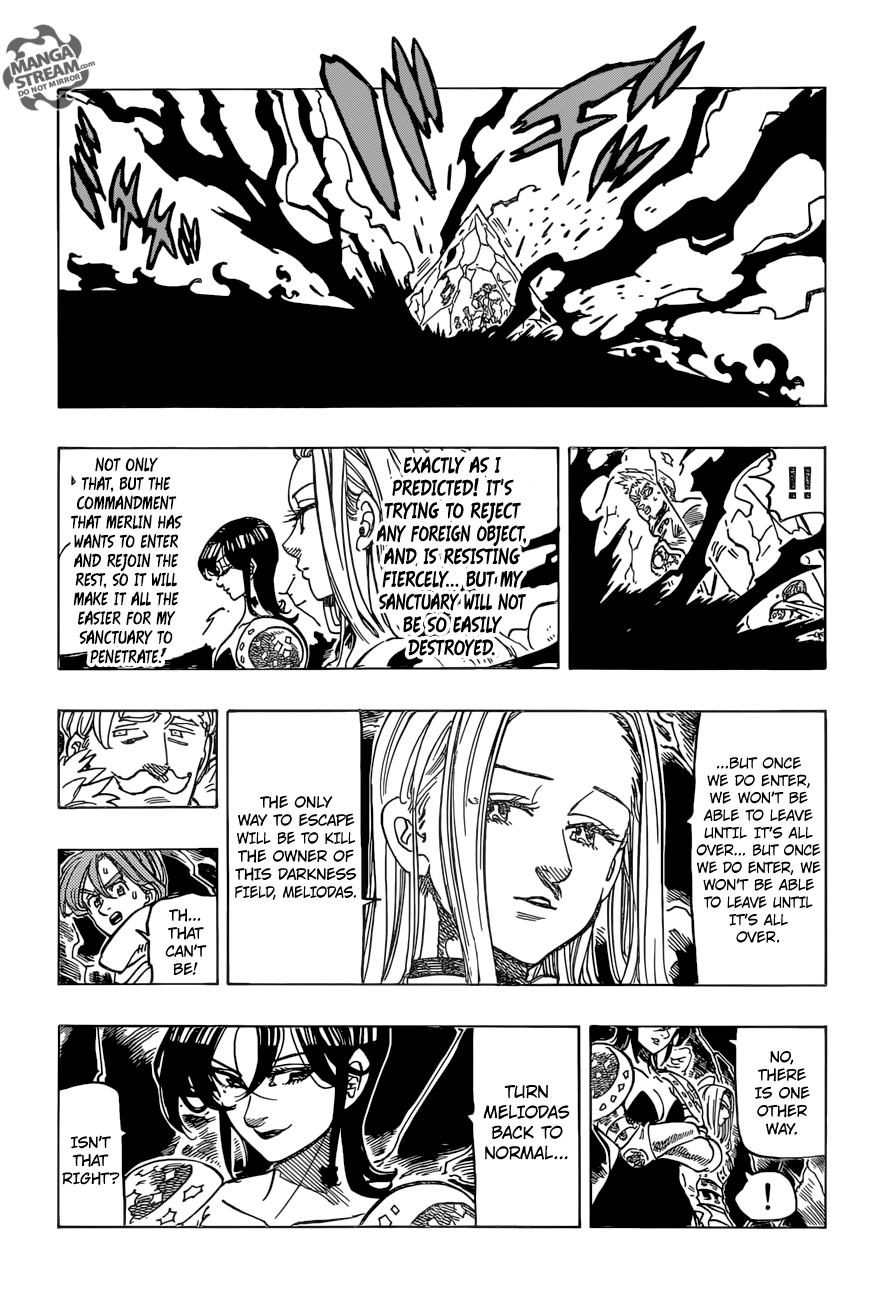 MANGA
STREAM.com
DO NOT MIRROR
!!
EXACTLY AS I
PREDICTED! IT'S
TRYING TO REJECT
ANY FOREIGN OBJECT,
AND IS RESISTING
FIERCELY... BUT MY
SANCTUARY WILL NOT
BE SO EASILY
DESTROYED.
NOT ONLY
THAT, BUT THE
COMMANDMENT
THAT MERLIN HAS
WANTS TO ENTER
AND REJOIN THE
REST, SO IT WILL
MAKE IT ALL THE
EASIER FOR MY
SANCTUARY TO
PENETRATE!
...BUT ONCE
WE DO ENTER,
WE WON'T BE
ABLE TO LEAVE
UNTIL IT'S ALL
OVER... BUT ONCE
WE DO ENTER, WE
WON'T BE ABLE
TO LEAVE UNTIL
IT'S ALL
OVER.
THE ONLY
WAY TO ESCAPE
WILL BE TO KILL
THE OWNER OF
THIS DARKNESS
FIELD, MELIODAS.
TH...
THAT
CAN'T
BE!
NO,
THERE
IS ONE
OTHER
WAY.
!
TURN
MELIODAS
BACK TO
NORMAL...
ISN'T
THAT
RIGHT?